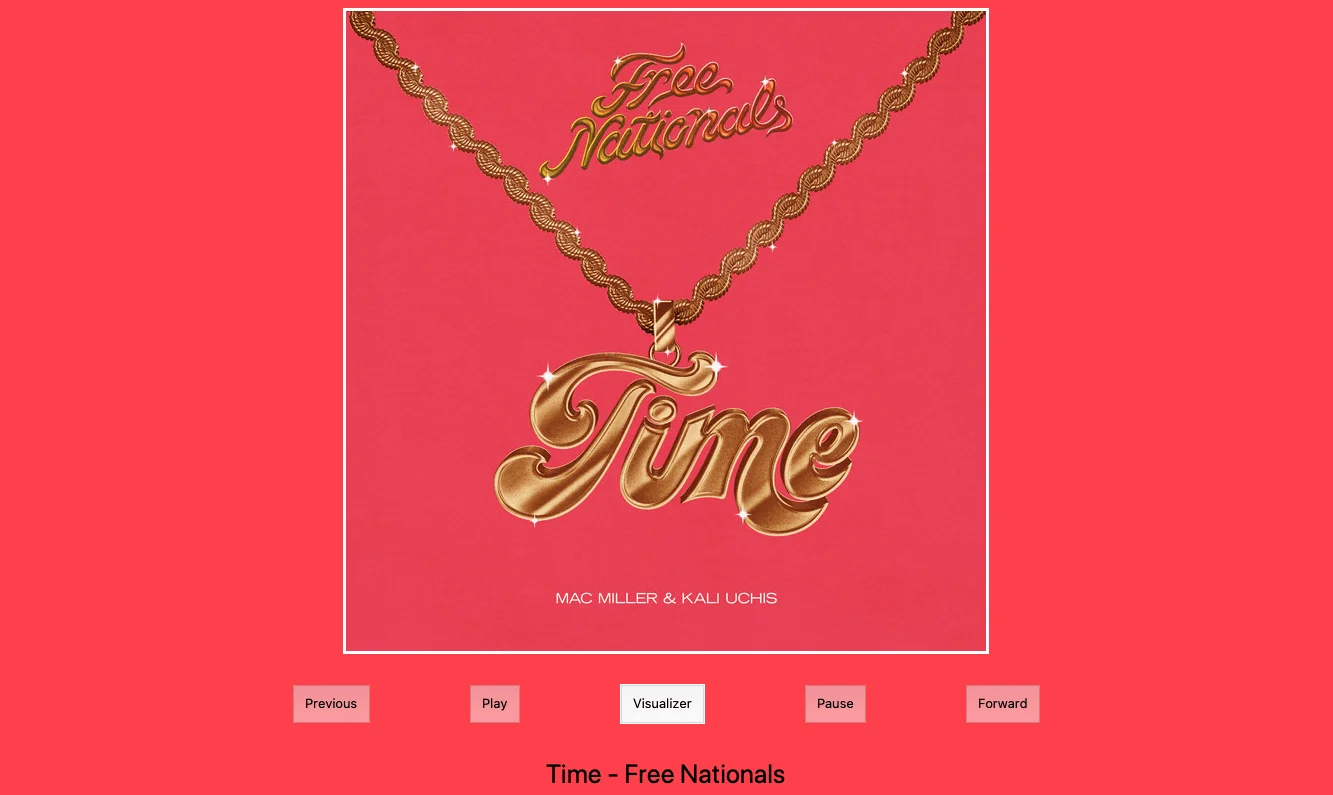 Free
Nationals
Time
MAC MILLER & KALI UCHIS
Previous
Play
Visualizer
Pause
Forward
Time - Free Nationals